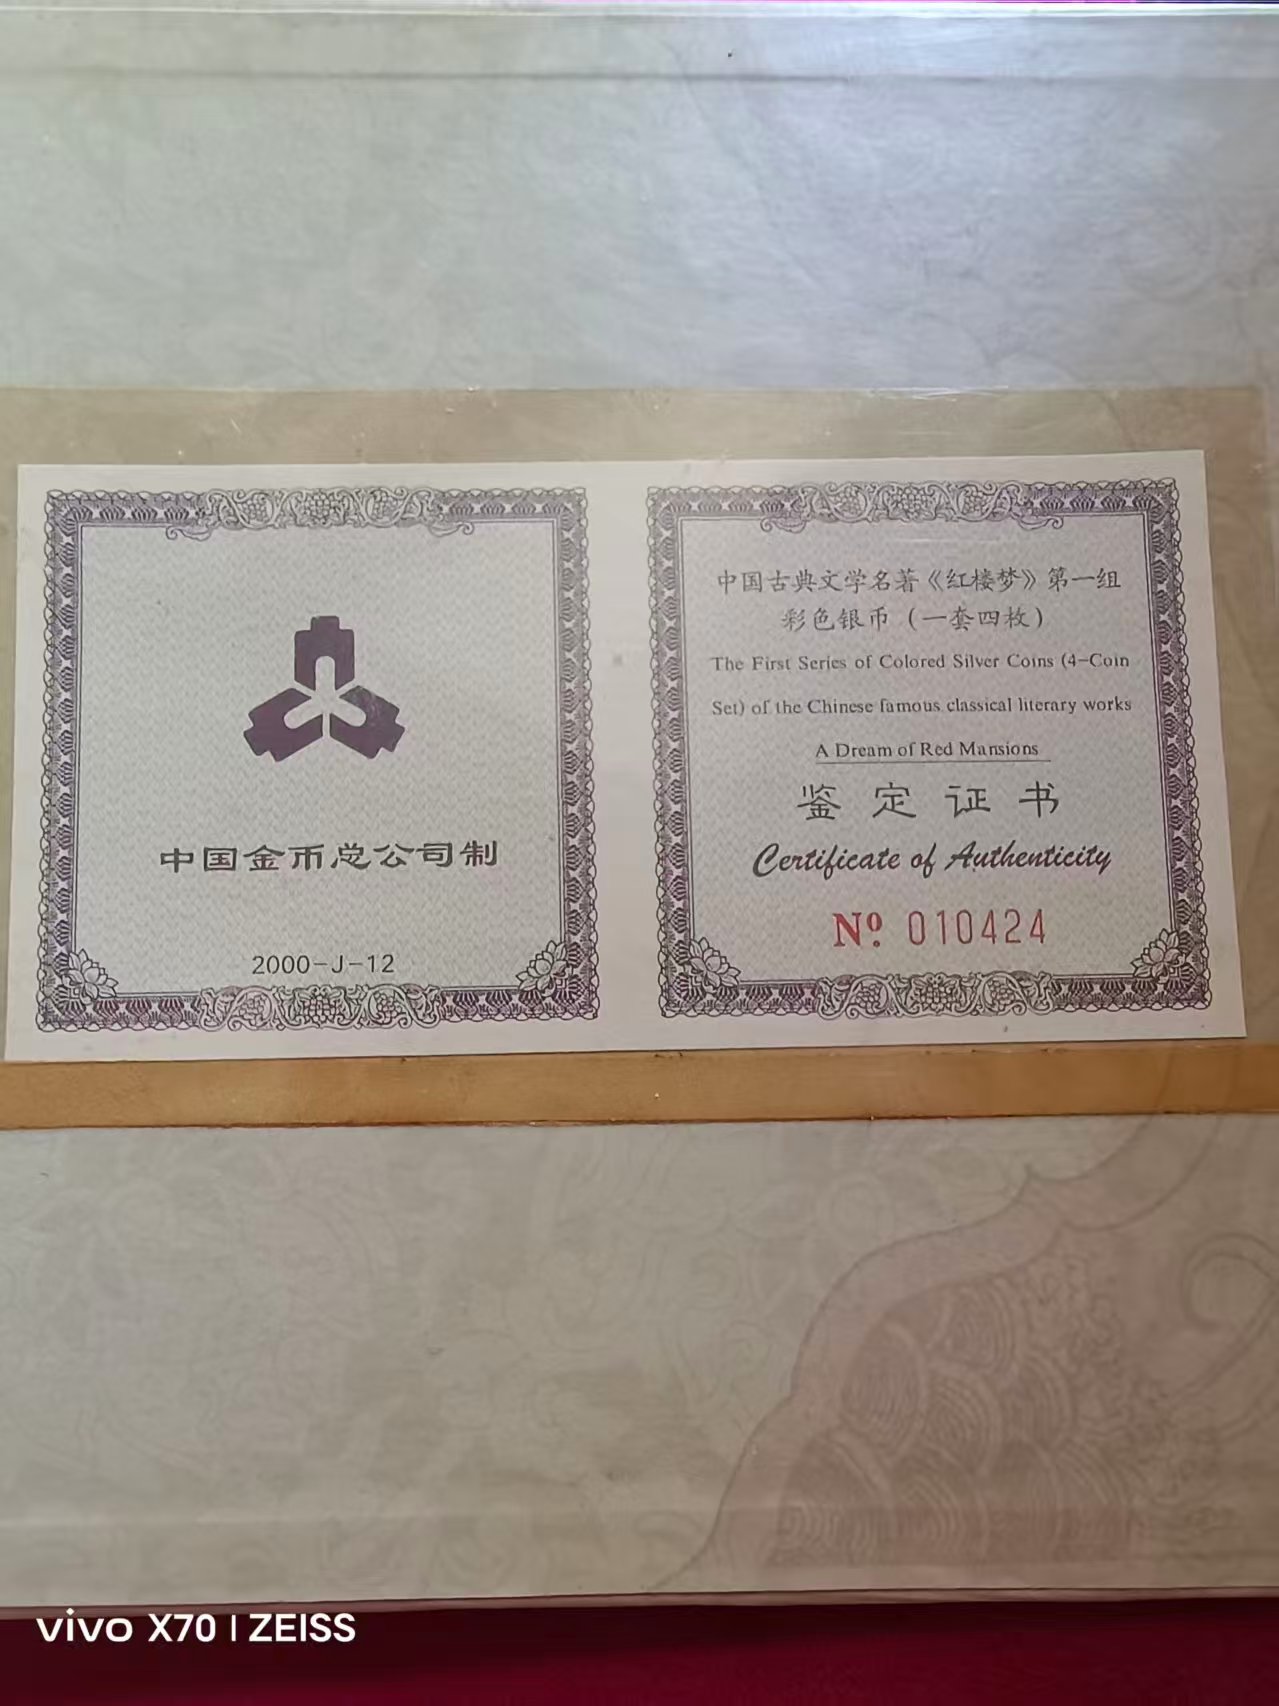 中国金币总公司制
2000-J-12
中国古典文学名著《红楼梦》第一组
彩色银币（一套四枚）
The First Series of Colored Silver Coins (4-Coin
Set) of the Chinese famous classical literary works
A Dream of Red Mansions
鉴定证书
Certificate of Authenticity
Nº 010424
vivo X70 | ZEISS